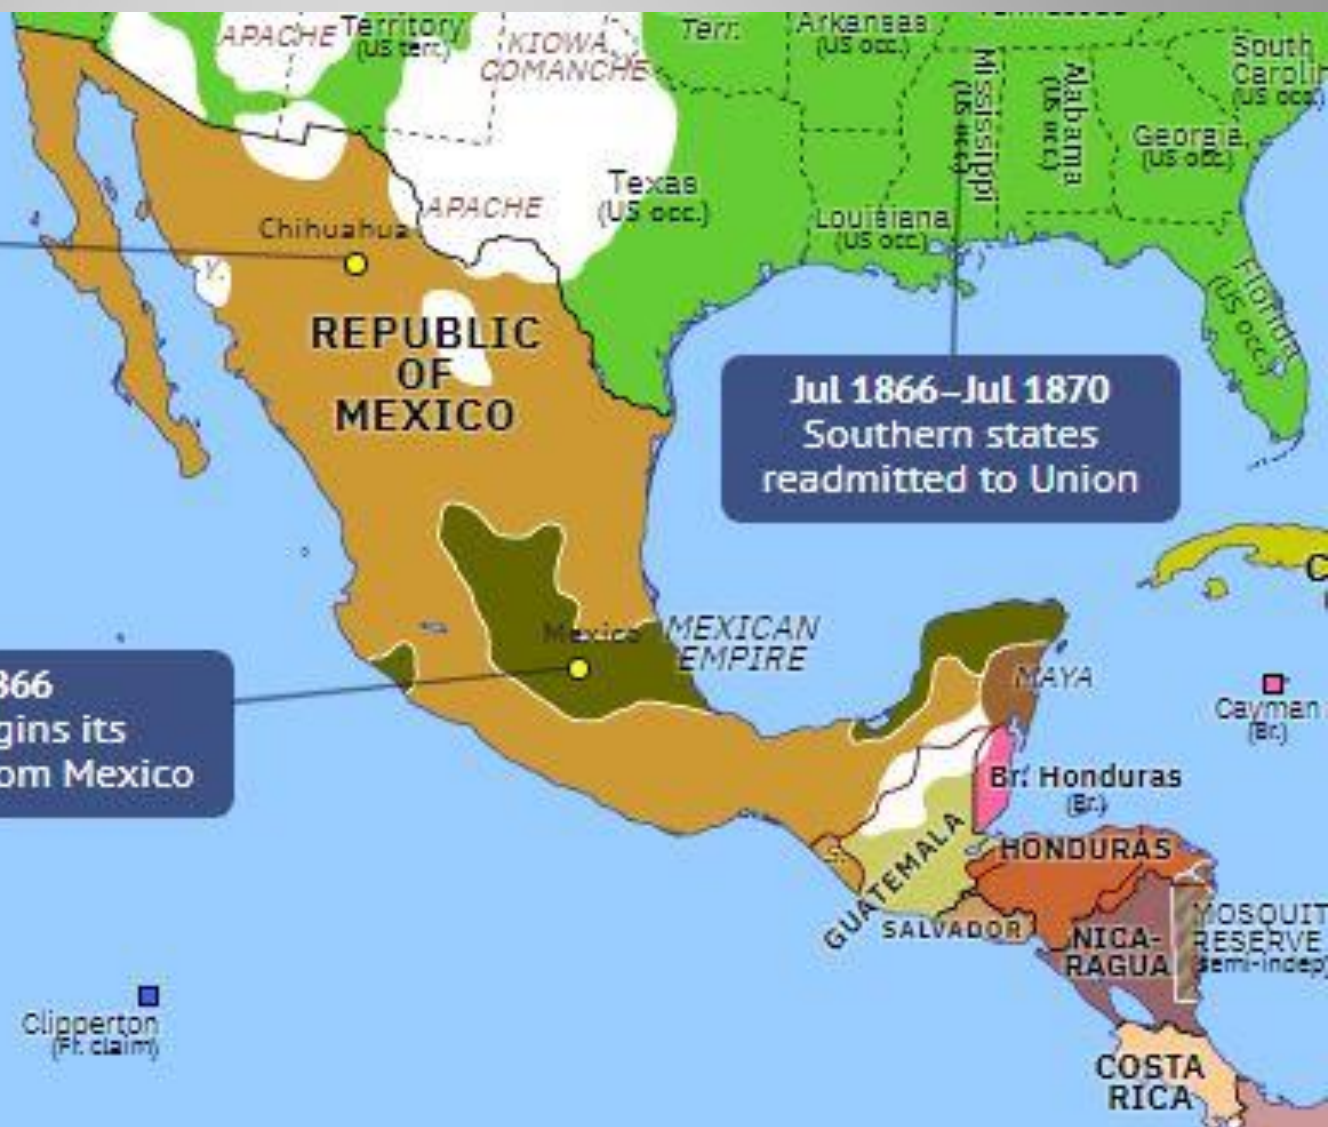 APACHE
Territory
(US terr.)
KIOWA
COMANCHE
Terr.
Arkansas
(US occ.)
Mississippi
(US occ.)
Alabama
(US occ.)
South
(US occ.)
Georgia
(US occ.)
Texas
(US occ.)
APACHE
Louisiana
(US occ.)
Florida
(US occ.)
Chihuahua
Y.
REPUBLIC
OF
MEXICO
Jul 1866–Jul 1870
Southern states
readmitted to Union
Mexico
MEXICAN
EMPIRE
MAYA
Cayman
(Br.)
866
gins its
om Mexico
Br. Honduras
(Br.)
GUATEMALA
HONDURAS
SALVADOR
NICA-
RAGUA
MOSQUIT
RESERVE
semi-indep
Clipperton
(Fr. claim)
COSTA
RICA